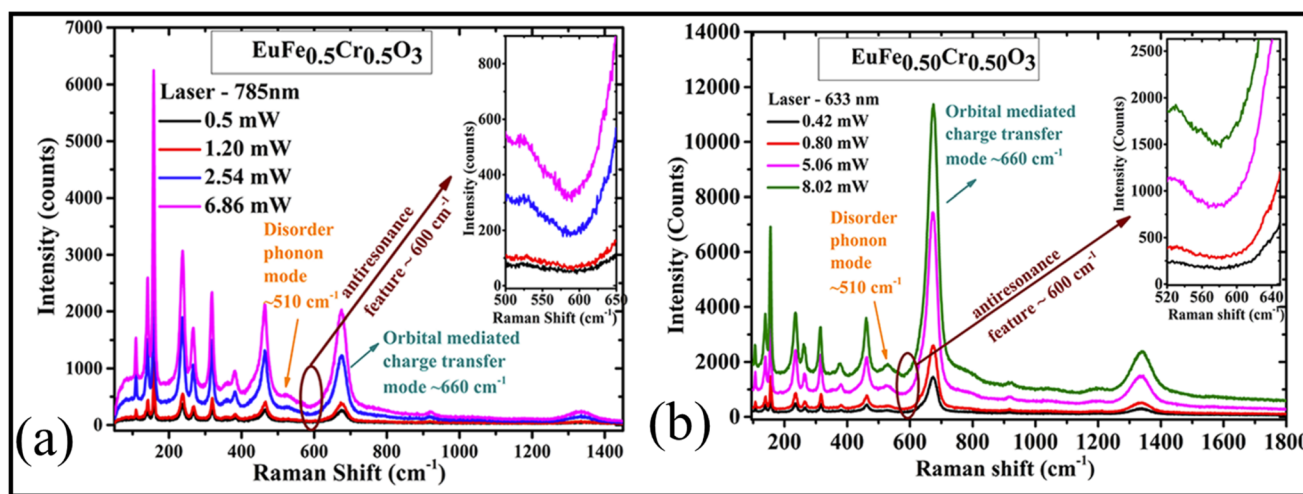 EuFe0.5Cr0.5O3
Laser - 785nm
0.5 mW
1.20 mW
2.54 mW
6.86 mW
Disorder
phonon
mode
~510 cm-1
antiresonance
feature ~ 600 cm-1
Orbital mediated
charge transfer
mode ~660 cm-1
Intensity (counts)
7000
6000
5000
4000
3000
2000
1000
0
200 400 600 800 1000 1200 1400
Raman Shift (cm-1)
Intensity (counts)
800
600
400
200
0
500 550 600 650
Raman Shift (cm-1)
(a)
EuFe0.50Cr0.50O3
Laser - 633 nm
0.42 mW
0.80 mW
5.06 mW
8.02 mW
Orbital mediated
charge transfer
mode ~660 cm-1
Disorder
phonon
mode
~510 cm-1
antiresonance
feature ~ 600 cm-1
Intensity (Counts)
14000
12000
10000
8000
6000
4000
2000
0
200 400 600 800 1000 1200 1400 1600 1800
Raman shift (cm-1)
Intensity (Counts)
2500
2000
1500
1000
500
0
520 560 600 640
Raman Shift (cm-1)
(b)